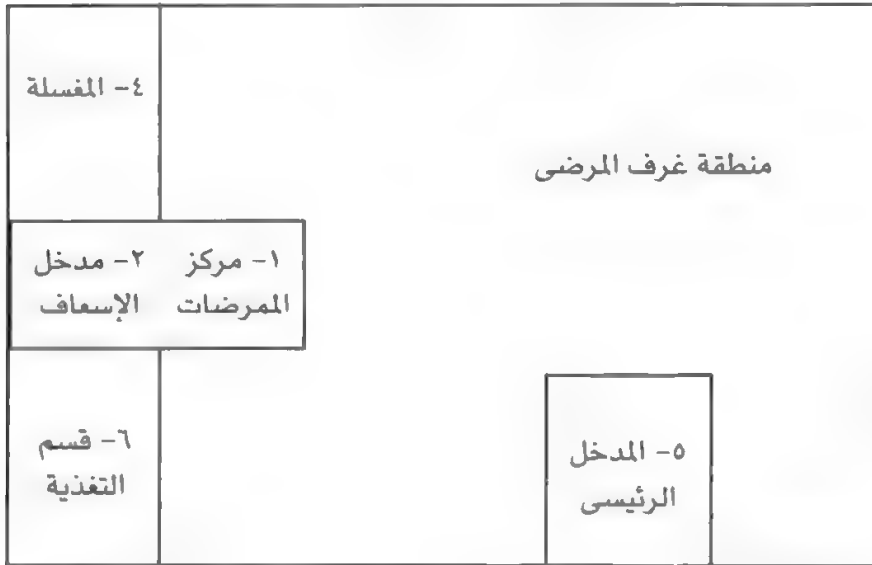 ٤- المغسلة
منطقة غرف المرضى
١- مركز
الممرضات
٢- مدخل
الإسعاف
٦- قسم
التغذية
٥- المدخل
الرئيسى